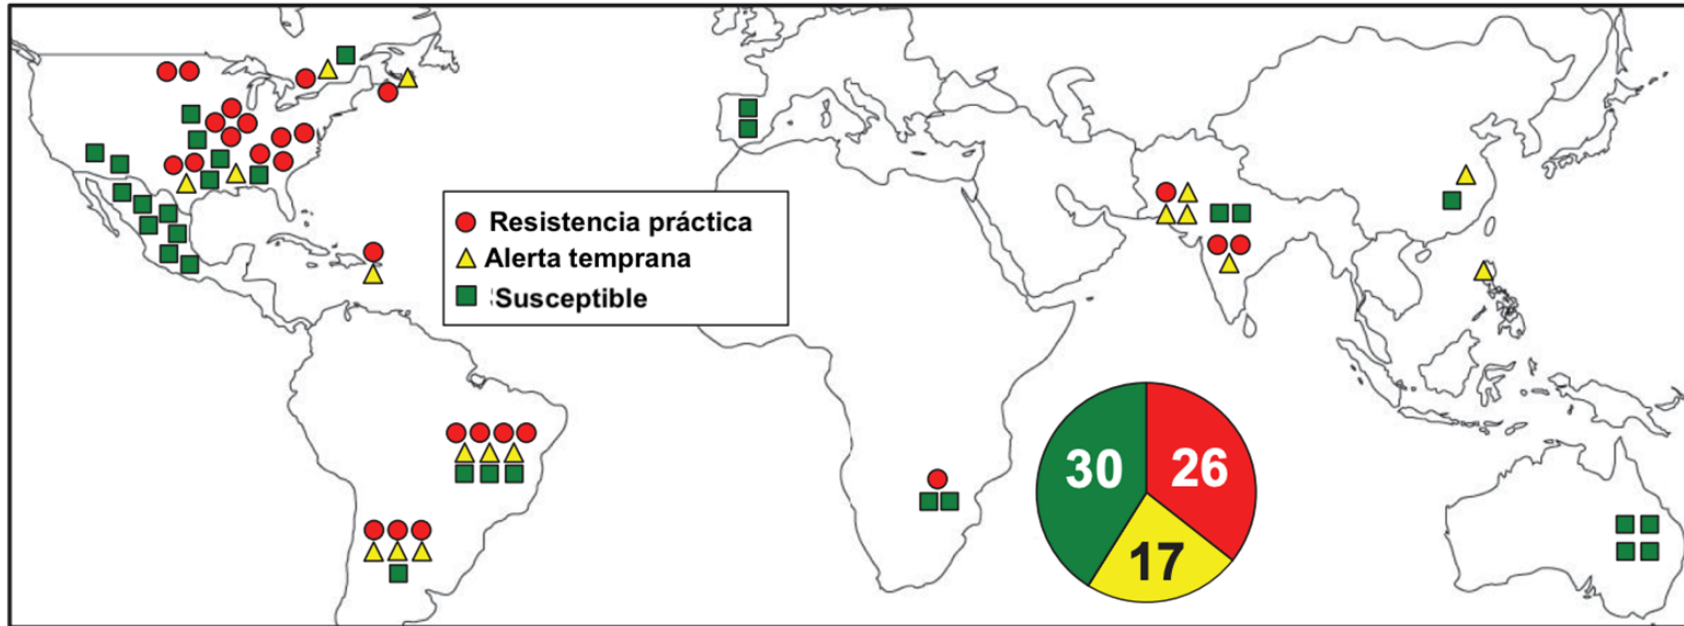 Resistencia práctica
Alerta temprana
Susceptible
30
26
17